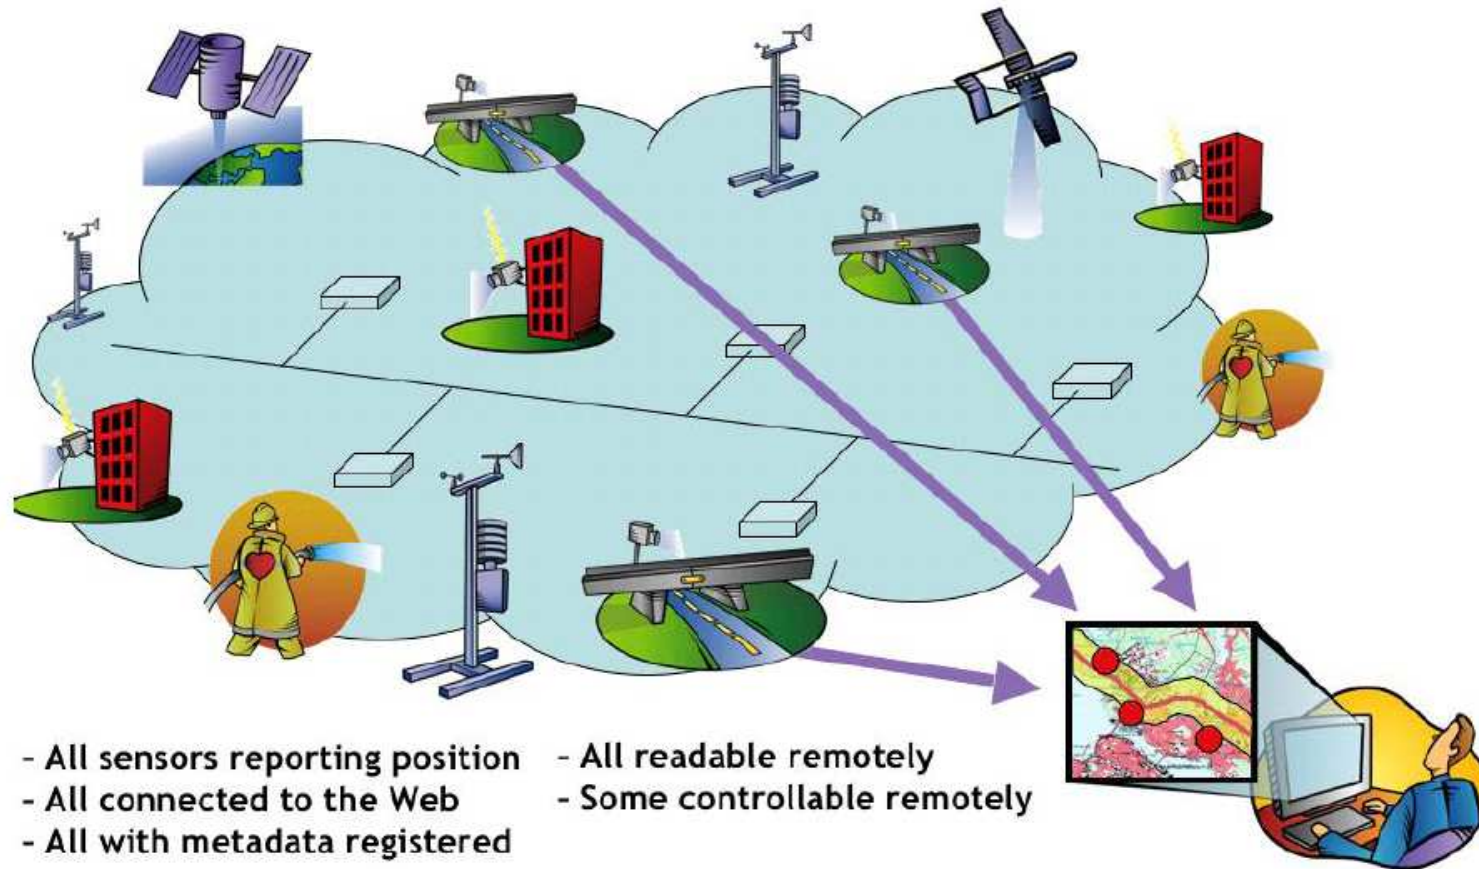 - All sensors reporting position
- All connected to the Web
- All with metadata registered
- All readable remotely
- Some controllable remotely